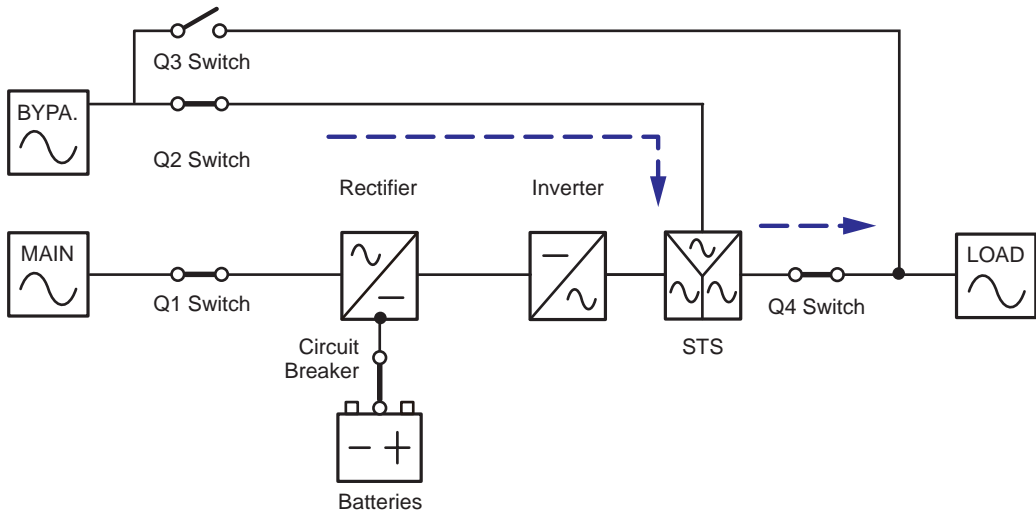 Q3 Switch
BYPA.
Q2 Switch
Rectifier
Inverter
MAIN
LOAD
Q1 Switch
Q4 Switch
STS
Circuit
Breaker
Batteries